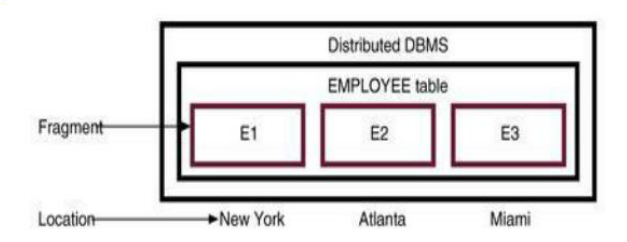 Distributed DBMS
EMPLOYEE table
Fragment E1 E2 E3
Location New York Atlanta Miami